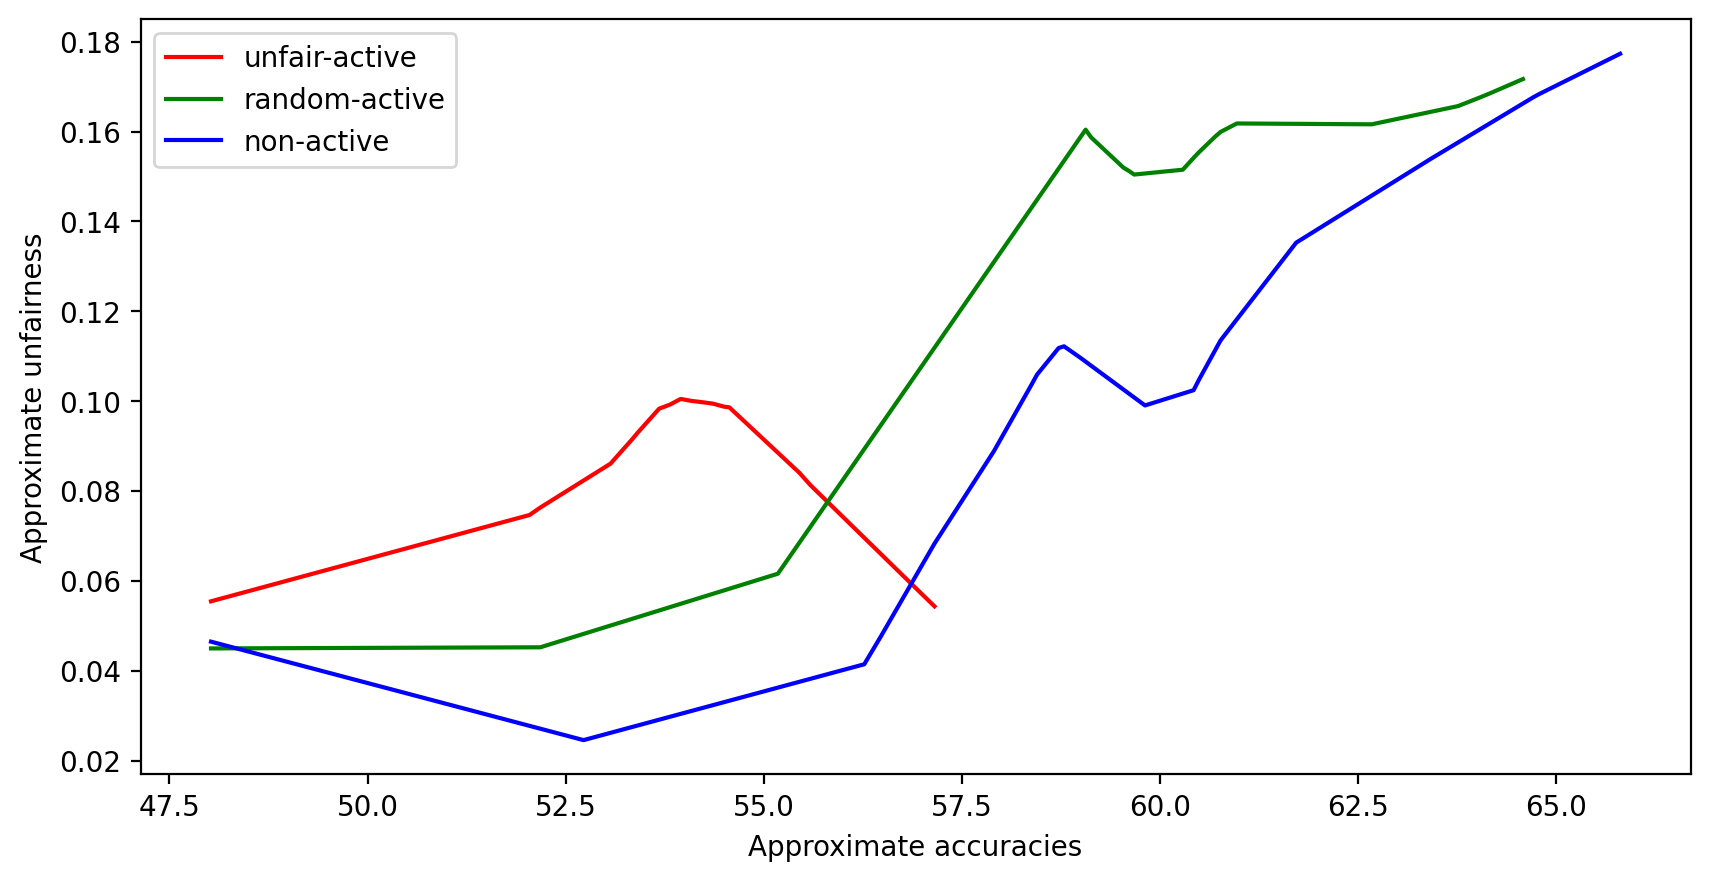 unfair-active
random-active
non-active
0.18
0.16
0.14
0.12
0.10
0.08
0.06
0.04
0.02
Approximate unfairness
47.5 50.0 52.5 55.0 57.5 60.0 62.5 65.0
Approximate accuracies